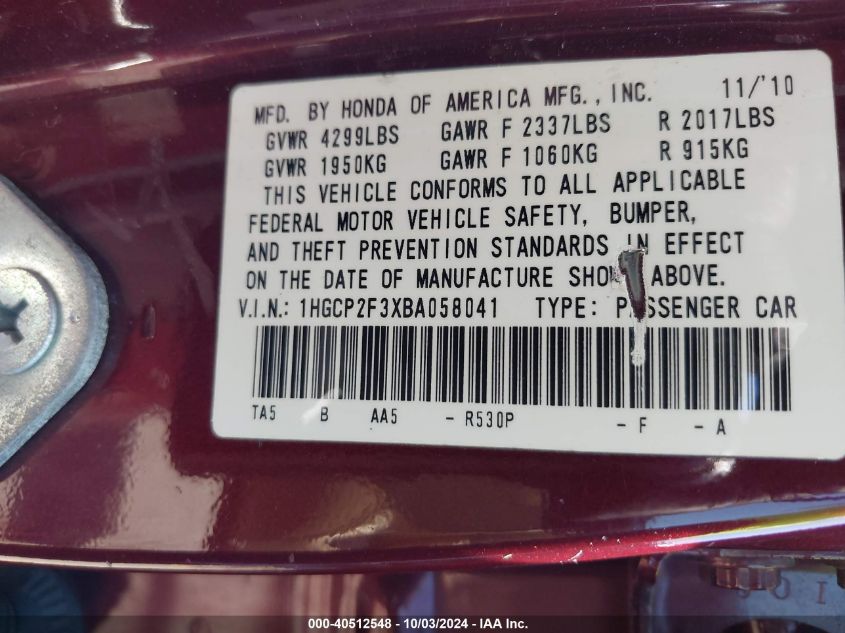 MFD. BY HONDA OF AMERICA MFG., INC. 11/'10
GVWR 4299LBS GAWR F 2337LBS R 2017LBS
GVWR 1950KG GAWR F 1060KG R 915KG
THIS VEHICLE CONFORMS TO ALL APPLICABLE
FEDERAL MOTOR VEHICLE SAFETY, BUMPER,
AND THEFT PREVENTION STANDARDS IN EFFECT
ON THE DATE OF MANUFACTURE ABOVE.
V.I.N.: 1HGCP2F3XBA058041 TYPE: PASSENGER CAR
TA5 B AA5 - R530P - F - A
000-40512548 - 10/03/2024 - IAA Inc.